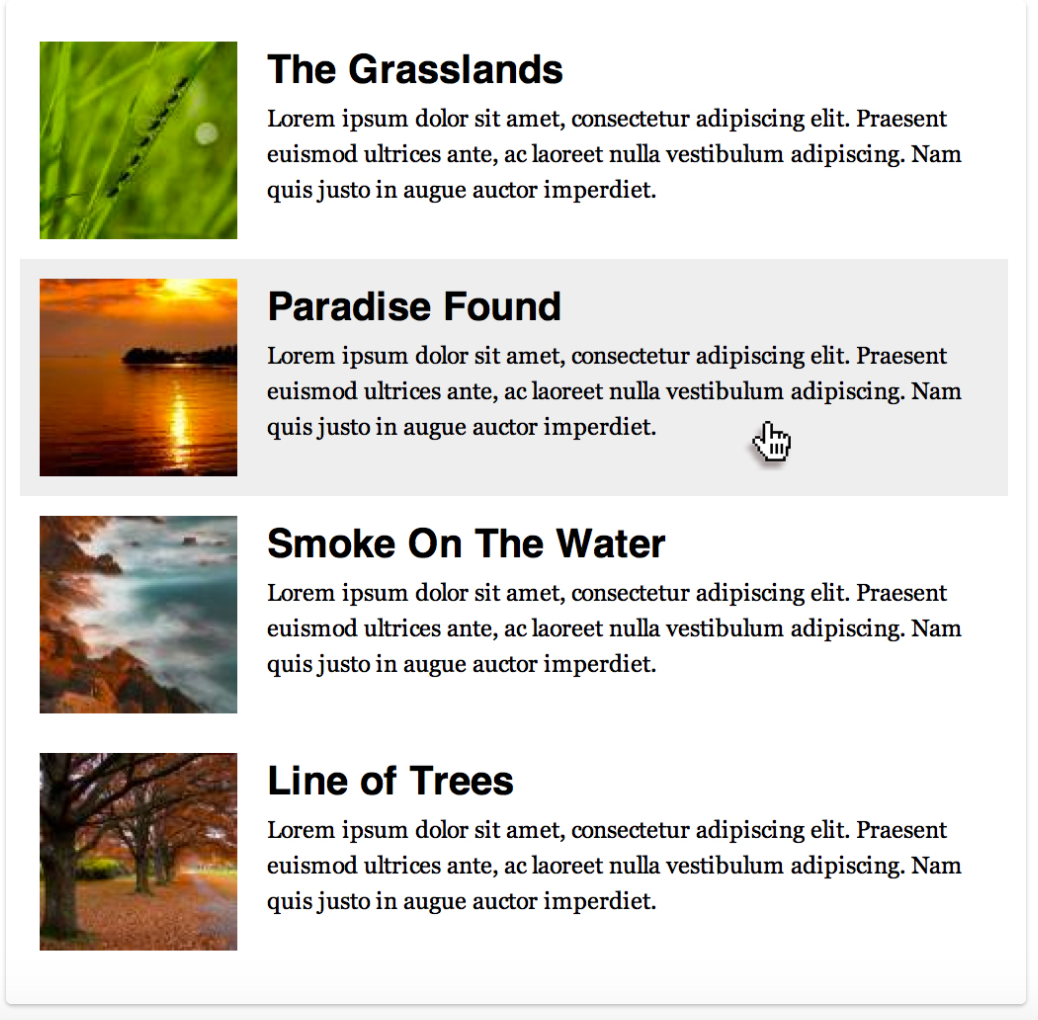 The Grasslands
Lorem ipsum dolor sit amet, consectetur adipiscing elit. Praesent
euismod ultrices ante, ac laoreet nulla vestibulum adipiscing. Nam
quis justo in augue auctor imperdiet.
Paradise Found
Lorem ipsum dolor sit amet, consectetur adipiscing elit. Praesent
euismod ultrices ante, ac laoreet nulla vestibulum adipiscing. Nam
quis justo in augue auctor imperdiet.
Smoke On The Water
Lorem ipsum dolor sit amet, consectetur adipiscing elit. Praesent
euismod ultrices ante, ac laoreet nulla vestibulum adipiscing. Nam
quis justo in augue auctor imperdiet.
Line of Trees
Lorem ipsum dolor sit amet, consectetur adipiscing elit. Praesent
euismod ultrices ante, ac laoreet nulla vestibulum adipiscing. Nam
quis justo in augue auctor imperdiet.